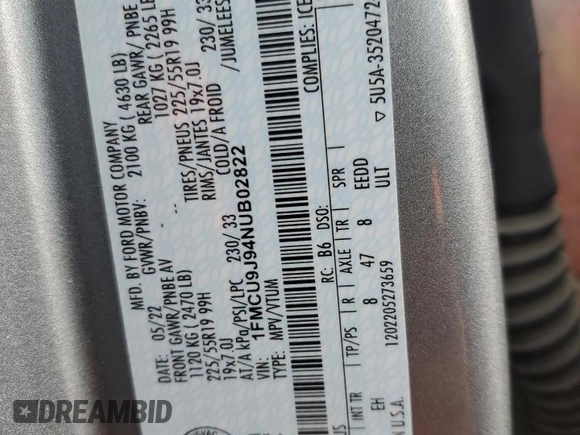 MFD. BY FORD MOTOR COMPANY
DATE: 05/22 GVWR/PNBV: 2100 KG ( 4630 LB)
FRONT GAWR/ PNBE AV REAR GAWR/ PNBE
1120 KG ( 2470 LB) 1027 KG ( 2265 LB
225/55R19 99H TIRES/PNEUS 225/55R19 99H
19x7.0J RIMS/JANTES 19x7.0J
AT/A kPa/PSI/LPC 230/ 33 COLD/A FROID 230/ 33
VIN: 1FMCU9J94NUB02822 /JUMELEES
TYPE: MPV/VTUM COMPLIES: ICE
RC: B6 DSO:
INT TR TP/PS R AXLE TR SPR
EH 8 47 8 EEDD
U.S.A. 1202205273659 ULT ▽ 5U5A-3520472
DREAMBID